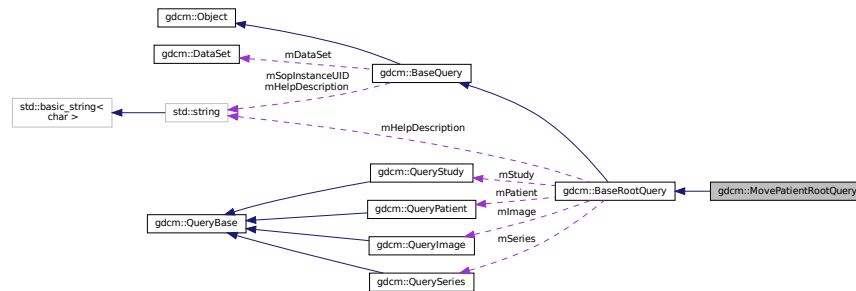 gdcm::Object
gdcm::DataSet
mDataSet
gdcm::BaseQuery
mSopInstanceUID
mHelpDescription
std::basic_string<
char >
std::string
mHelpDescription
gdcm::QueryStudy
mStudy
gdcm::BaseRootQuery
gdcm::MovePatientRootQuery
mPatient
gdcm::QueryPatient
mImage
gdcm::QueryBase
gdcm::QueryImage
mSeries
gdcm::QuerySeries